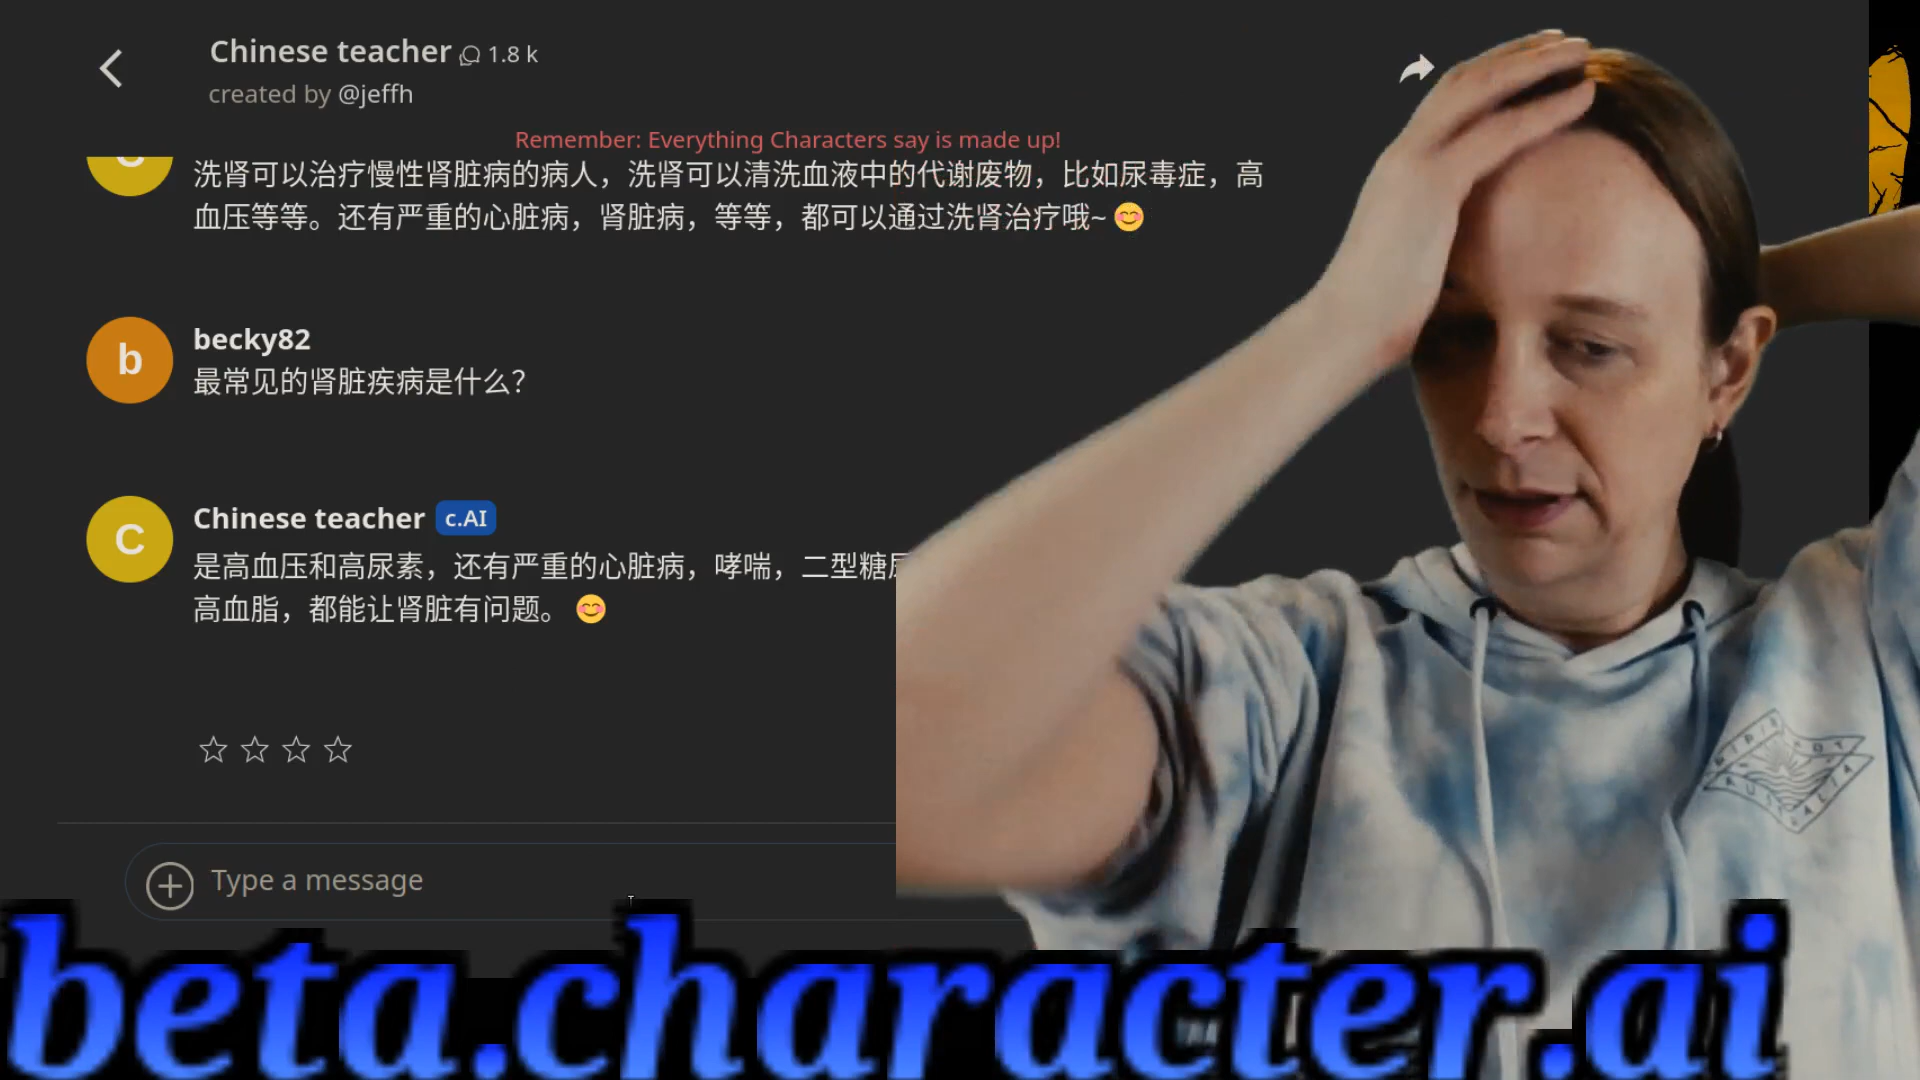 Chinese teacher 1.8 k
created by @jeffh
Remember: Everything Characters say is made up!
洗肾可以治疗慢性肾脏病的病人，洗肾可以清洗血液中的代谢废物，比如尿毒症，高
血压等等。还有严重的心脏病，肾脏病，等等，都可以通过洗肾治疗哦~ 😊
b
becky82
最常见的肾脏疾病是什么？
C
Chinese teacher c.AI
是高血压和高尿素，还有严重的心脏病，哮喘，二型糖
高血脂，都能让肾脏有问题。 😊
Type a message
beta.character.ai